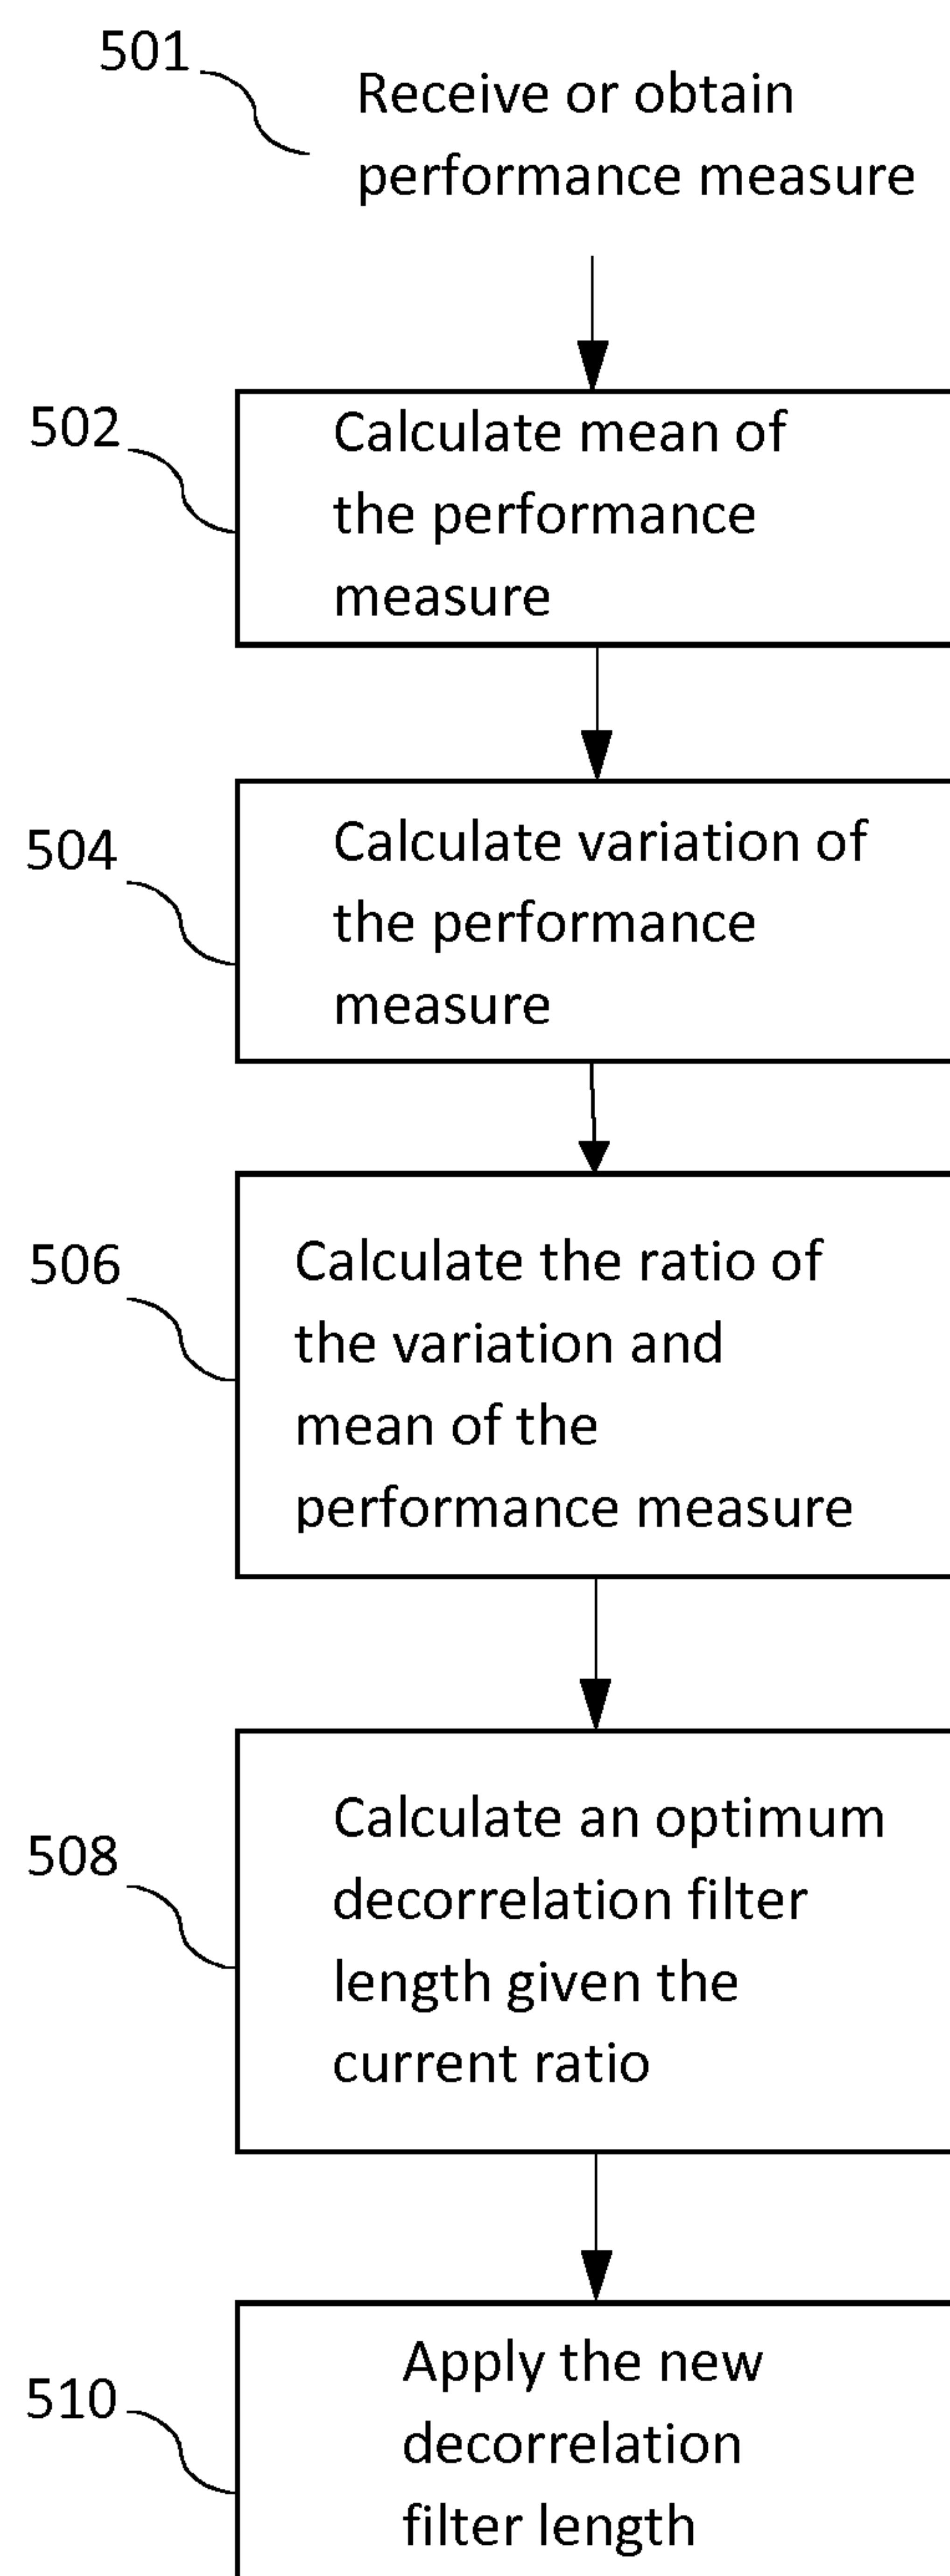 501
Receive or obtain
performance measure
502
Calculate mean of
the performance
measure
504
Calculate variation of
the performance
measure
506
Calculate the ratio of
the variation and
mean of the
performance measure
508
Calculate an optimum
decorrelation filter
length given the
current ratio
510
Apply the new
decorrelation
filter length